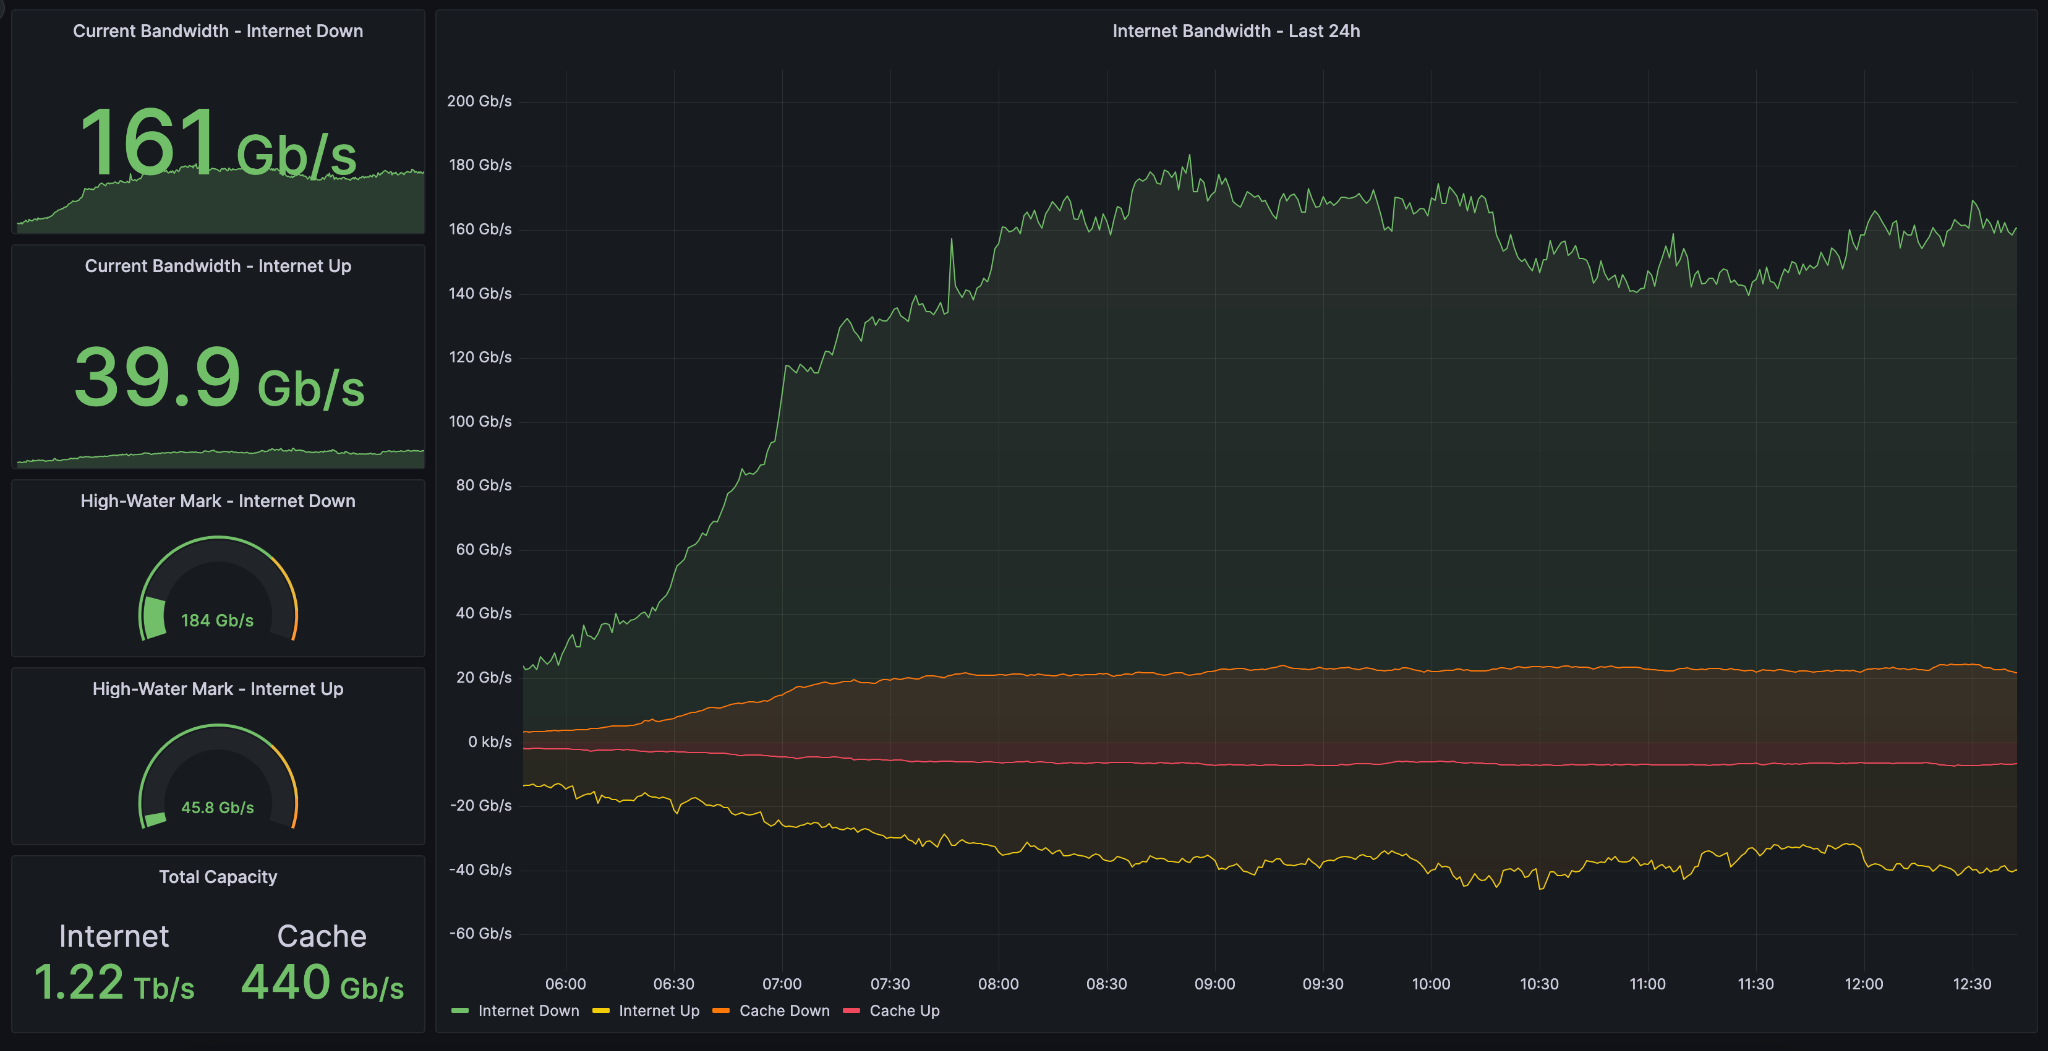 Current Bandwidth - Internet Down
161 Gb/s
Current Bandwidth - Internet Up
39.9 Gb/s
High-Water Mark - Internet Down
184 Gb/s
High-Water Mark - Internet Up
45.8 Gb/s
Total Capacity
Internet
1.22 Tb/s
Cache
440 Gb/s
Internet Bandwidth - Last 24h
200 Gb/s
180 Gb/s
160 Gb/s
140 Gb/s
120 Gb/s
100 Gb/s
80 Gb/s
60 Gb/s
40 Gb/s
20 Gb/s
0 kb/s
-20 Gb/s
-40 Gb/s
-60 Gb/s
06:00 06:30 07:00 07:30 08:00 08:30 09:00 09:30 10:00 10:30 11:00 11:30 12:00 12:30
Internet Down Internet Up Cache Down Cache Up